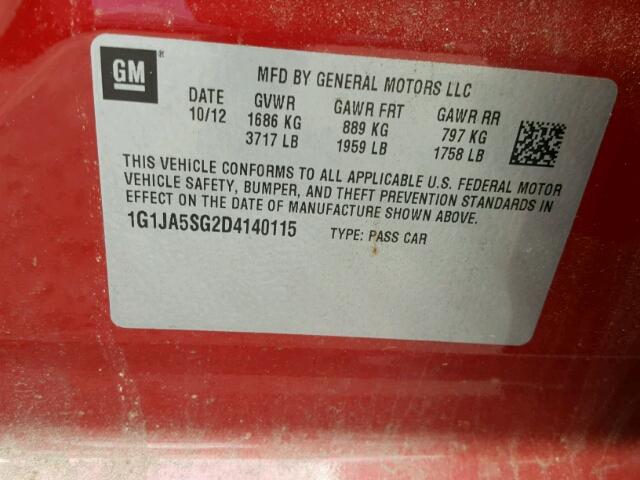 GM ®
MFD BY GENERAL MOTORS LLC
DATE GVWR GAWR FRT GAWR RR
10/12 1686 KG 889 KG 797 KG
3717 LB 1959 LB 1758 LB
THIS VEHICLE CONFORMS TO ALL APPLICABLE U.S. FEDERAL MOTOR
VEHICLE SAFETY, BUMPER, AND THEFT PREVENTION STANDARDS IN
EFFECT ON THE DATE OF MANUFACTURE SHOWN ABOVE.
1G1JA5SG2D4140115 TYPE: PASS CAR